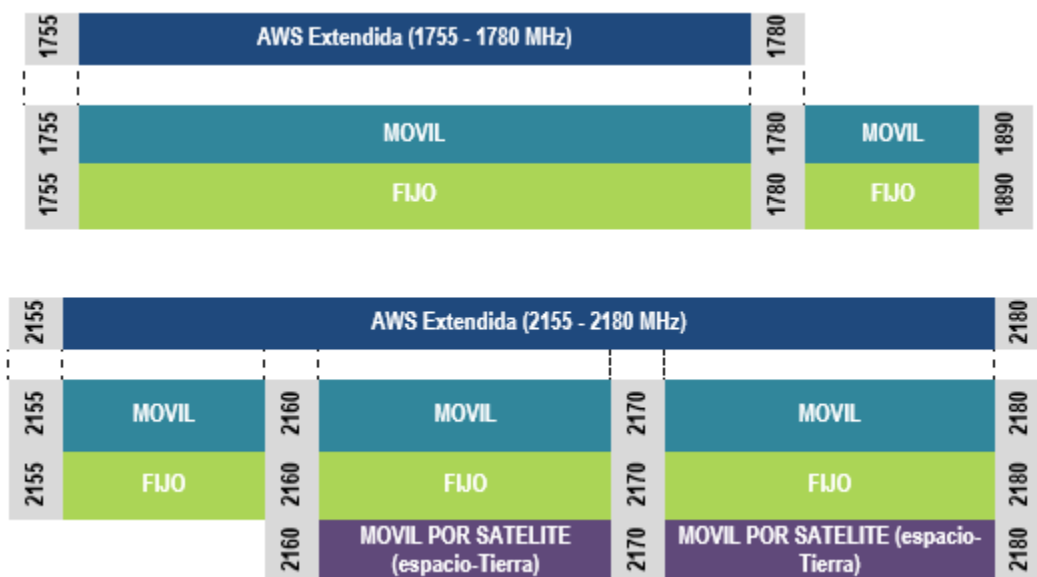 1755
AWS Extendida (1755 - 1780 MHz)
1780
1755
MOVIL
1780
MOVIL
1890
1755
FIJO
1780
FIJO
1890
2155
AWS Extendida (2155 - 2180 MHz)
2180
2155
MOVIL
2160
MOVIL
2170
MOVIL
2180
2155
FIJO
2160
FIJO
2170
FIJO
2180
2160
MOVIL POR SATELITE
(espacio-Tierra)
2170
MOVIL POR SATELITE (espacio-
Tierra)
2180